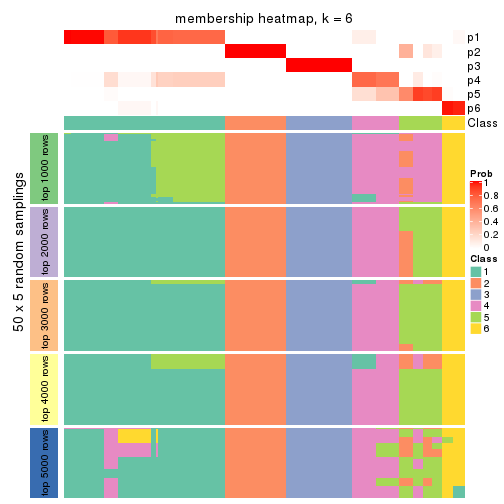 membership heatmap, k = 6
p1
p2
p3
p4
p5
p6
Class
50 x 5 random samplings
top 1000 rows
top 2000 rows
top 3000 rows
top 4000 rows
top 5000 rows
Prob
1
0.8
0.6
0.4
0.2
0
Class
1
2
3
4
5
6